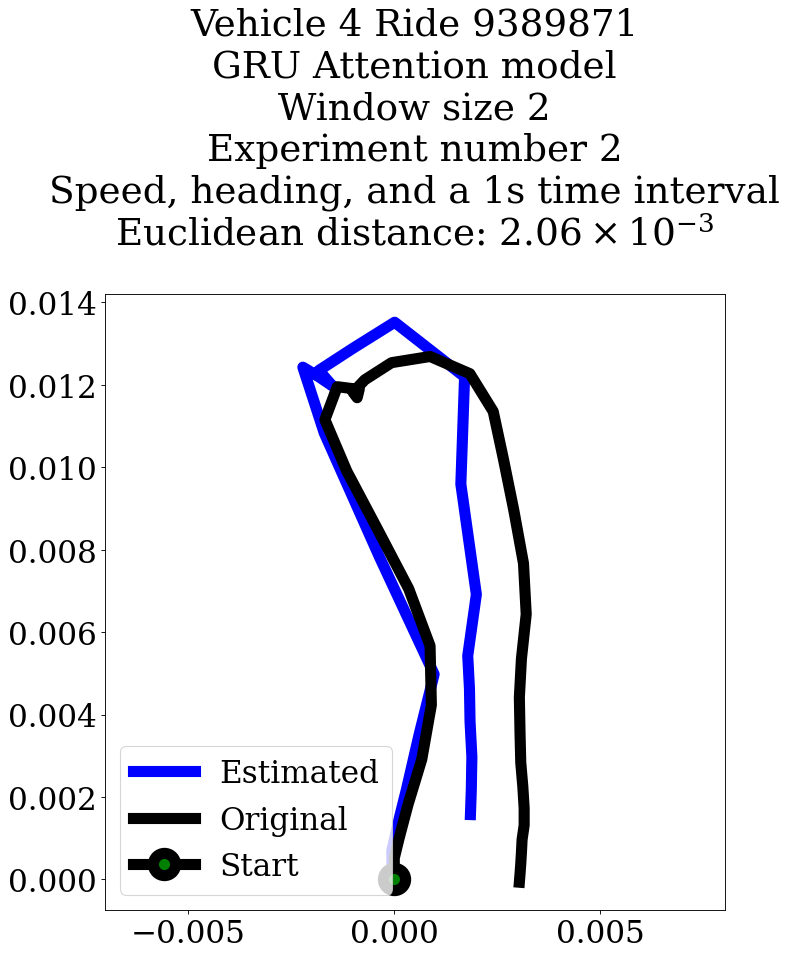 Vehicle 4 Ride 9389871
GRU Attention model
Window size 2
Experiment number 2
Speed, heading, and a 1s time interval
Euclidean distance: 2.06 × 10⁻³
0.014
0.012
0.010
0.008
0.006
0.004
0.002
0.000
Estimated
Original
Start
−0.005 0.000 0.005